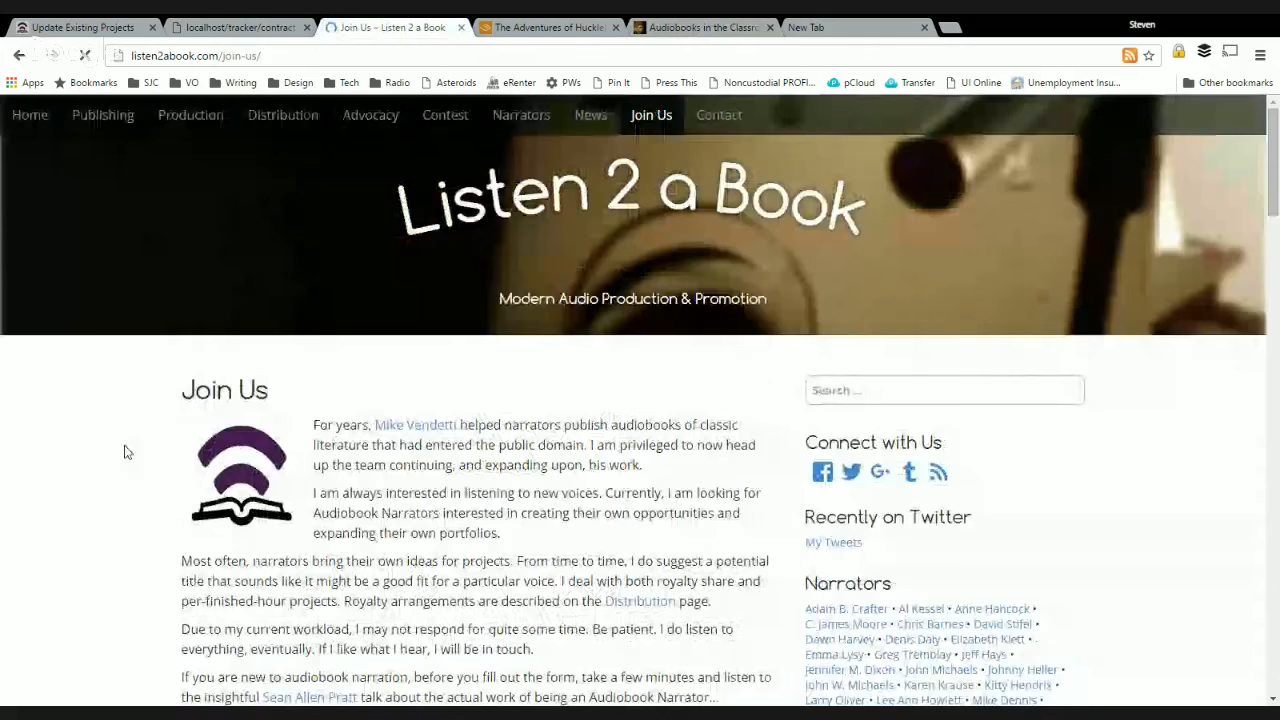 Update Existing Projects
localhost/tracker/contract
Join Us – Listen 2 a Book
The Adventures of Huckle
Audiobooks in the Classro
New Tab
Steven
listen2abook.com/join-us/
Apps
Bookmarks
SJC
VO
Writing
Design
Tech
Radio
Asteroids
eRenter
PWs
Pin It
Press This
Noncustodial PROFI...
pCloud
Transfer
UI Online
Unemployment Insu...
Other bookmarks
Home
Publishing
Production
Distribution
Advocacy
Contest
Narrators
News
Join Us
Contact
Listen 2 a Book
Modern Audio Production & Promotion
Join Us
For years, Mike Vendetti helped narrators publish audiobooks of classic
literature that had entered the public domain. I am privileged to now head
up the team continuing, and expanding upon, his work.
I am always interested in listening to new voices. Currently, I am looking for
Audiobook Narrators interested in creating their own opportunities and
expanding their own portfolios.
Most often, narrators bring their own ideas for projects. From time to time, I do suggest a potential
title that sounds like it might be a good fit for a particular voice. I deal with both royalty share and
per-finished-hour projects. Royalty arrangements are described on the Distribution page.
Due to my current workload, I may not respond for quite some time. Be patient. I do listen to
everything, eventually. If I like what I hear, I will be in touch.
If you are new to audiobook narration, before you fill out the form, take a few minutes and listen to
the insightful Sean Allen Pratt talk about the actual work of being an Audiobook Narrator...
Search ...
Connect with Us
Recently on Twitter
My Tweets
Narrators
Adam B. Crafter • Al Kessel • Anne Hancock •
C. James Moore • Chris Barnes • David Stifel •
Dawn Harvey • Denis Daly • Elizabeth Klett •
Emma Lysy • Greg Tremblay • Jeff Hays •
Jennifer M. Dixon • John Michaels • Johnny Heller •
John W. Michaels • Karen Krause • Kitty Hendrix •
Larry Oliver • Lee Ann Howlett • Mike Dennis •